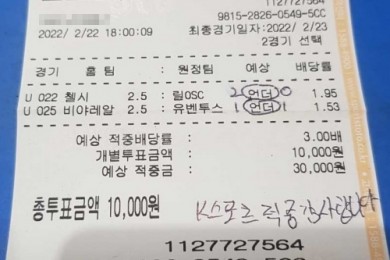 1127727564
9815-2826-0549-5CC
2022/ 2/22 18:00:09 최종경기일자:2022/ 2/23
2경기 선택
경기 홈 팀 : 원정팀 예상 배당률
U 022 첼시 2.5 : 릴OSC 2 언더 0 1.95
U 025 비야레알 2.5 : 유벤투스 1 언더 1 1.53
예상 적중배당률 : 3.00배
개별투표금액 : 10,000원
예상 적중금 : 30,000원
총투표금액 10,000원 K스포츠 적중 감사합니다
1127727564